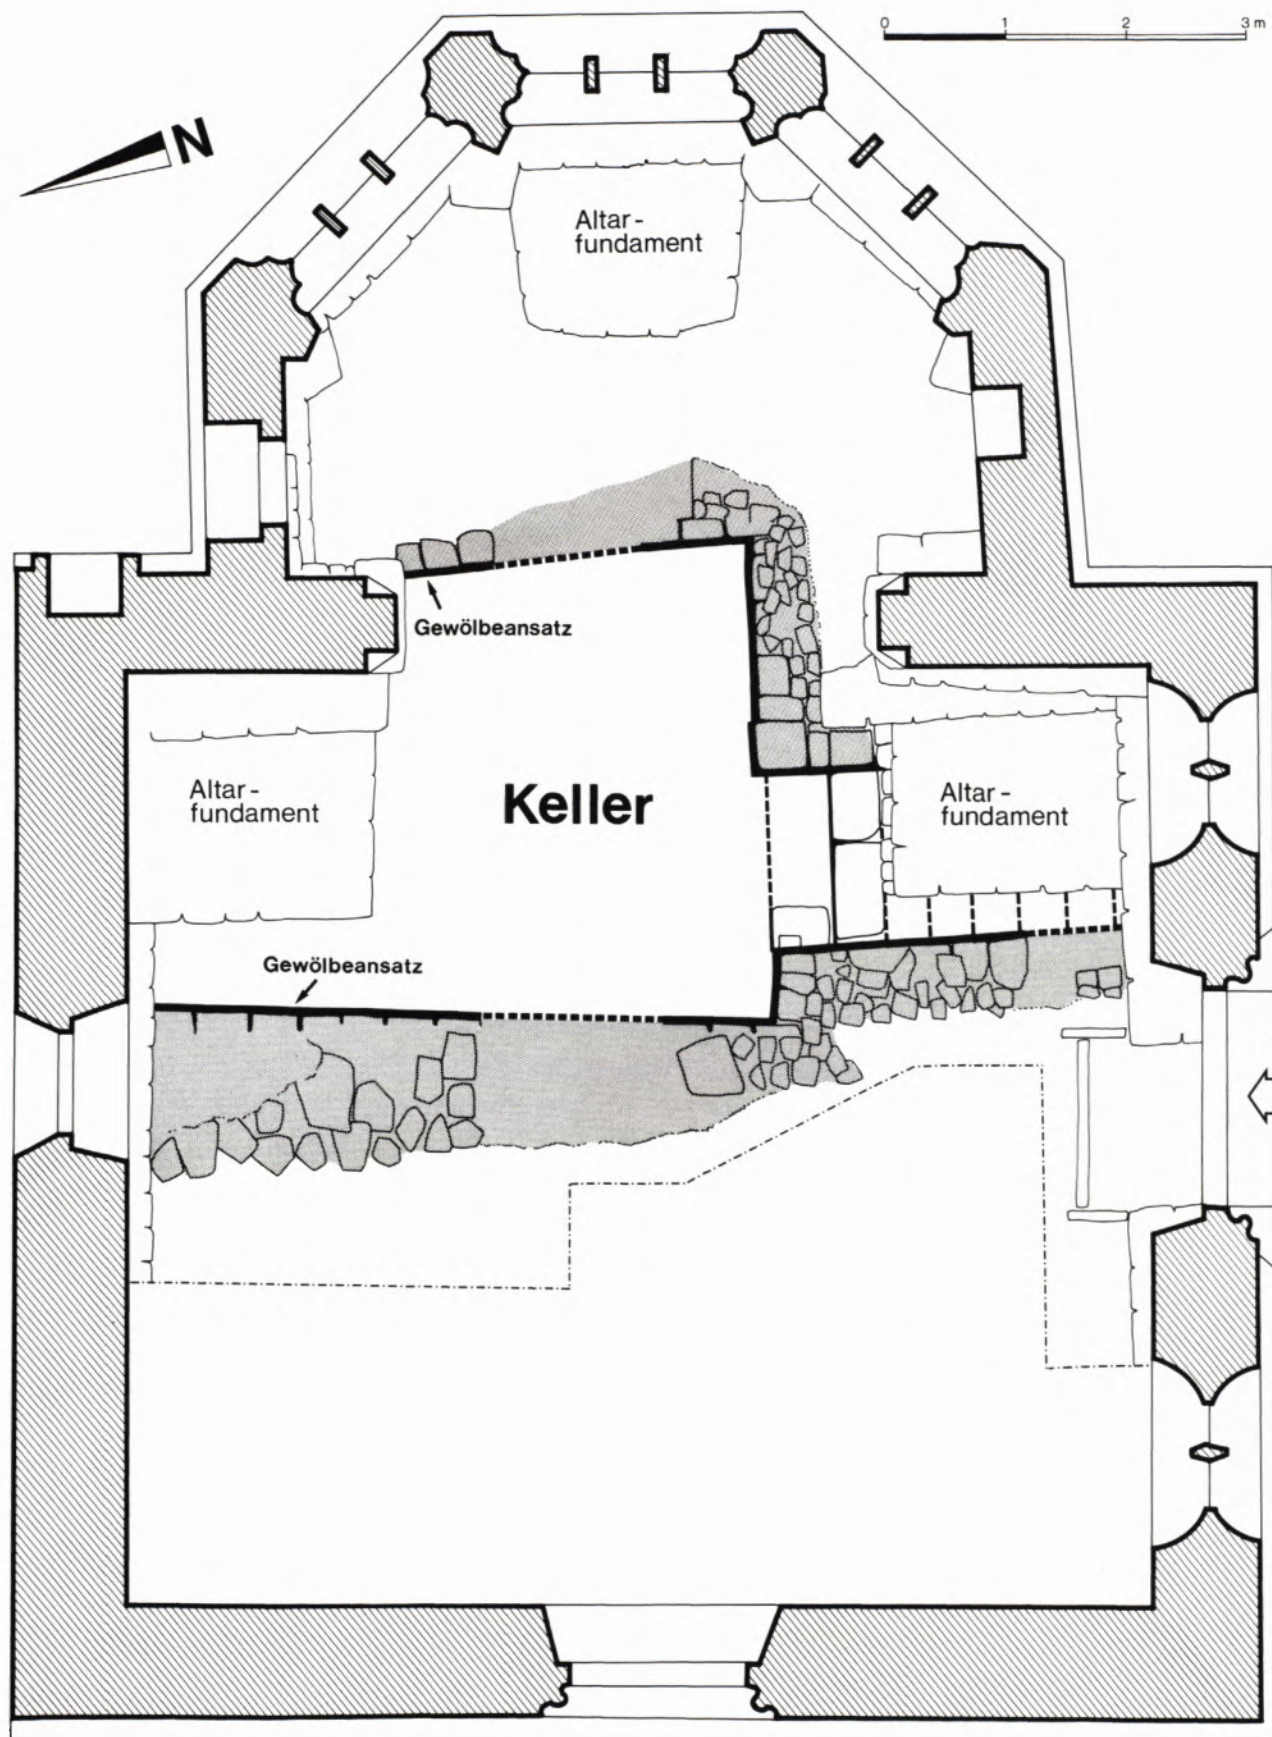 0 1 2 3 m
N
Altar-
fundament
Gewölbeansatz
Altar-
fundament
Keller
Altar-
fundament
Gewölbeansatz